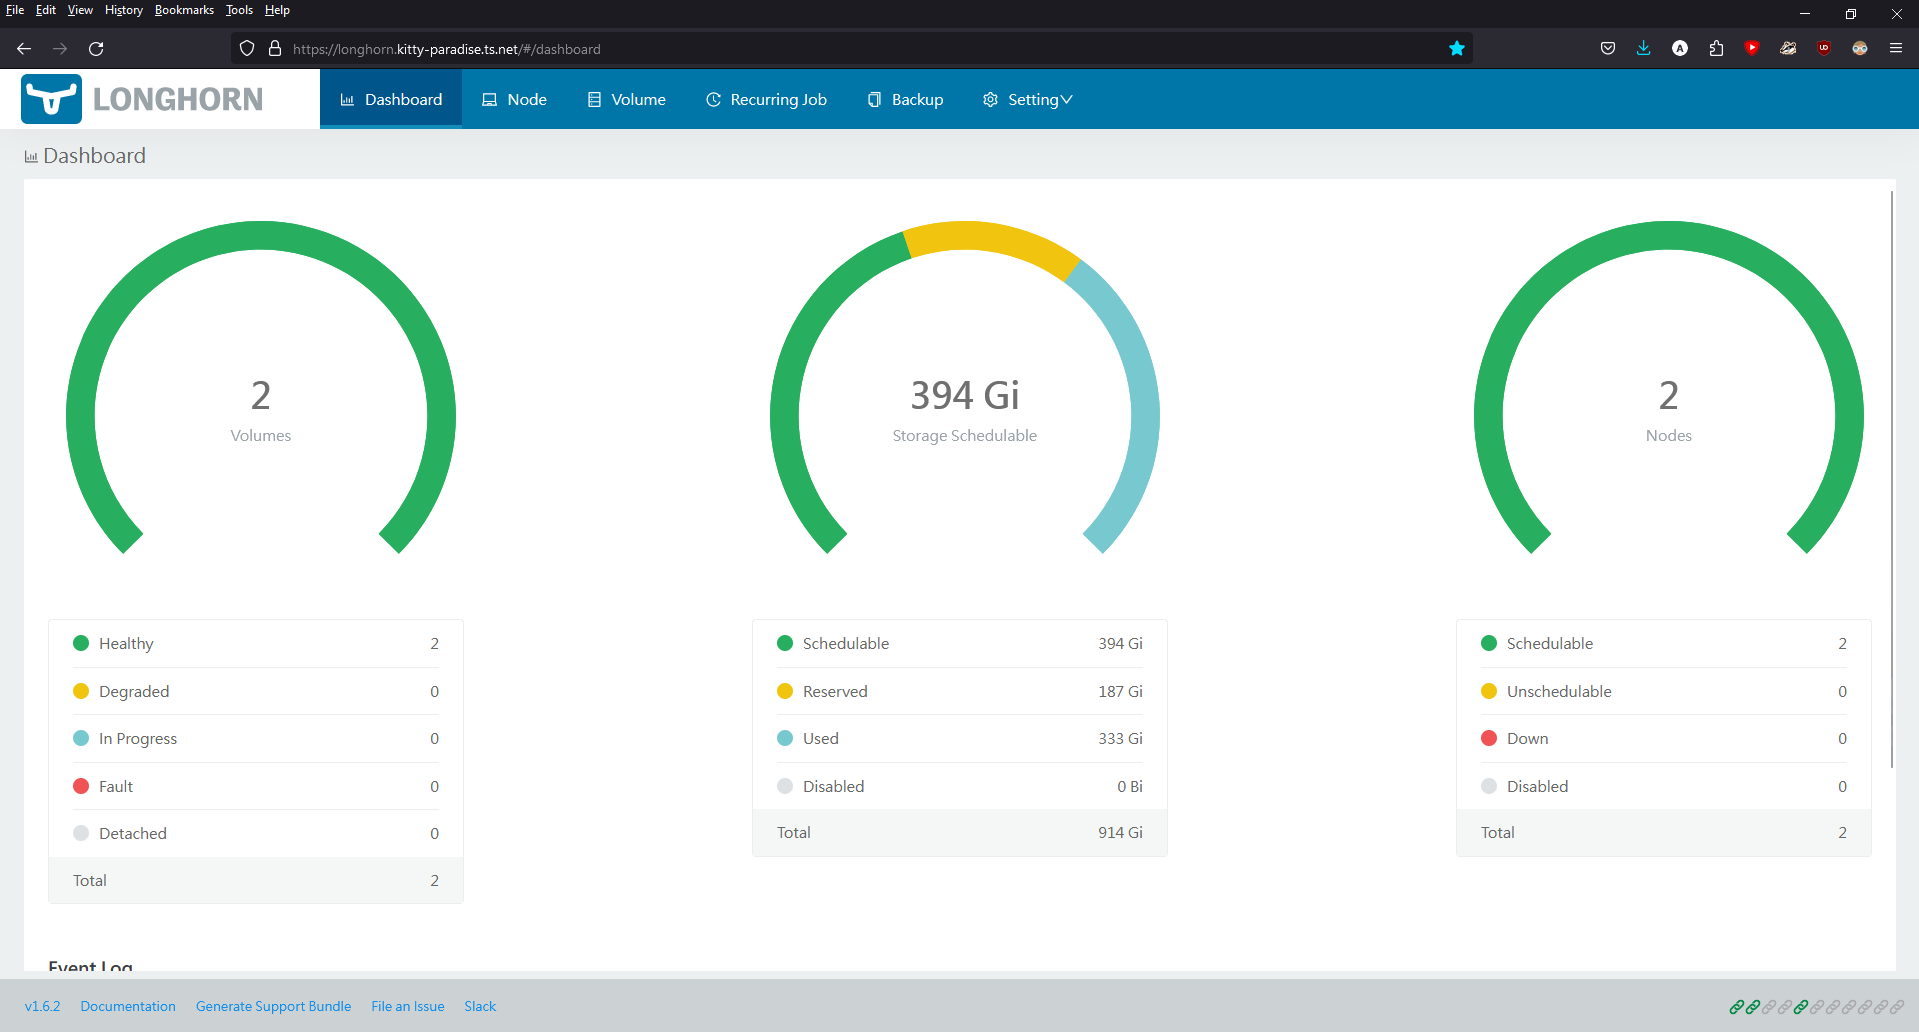 File Edit View History Bookmarks Tools Help
https://longhorn.kitty-paradise.ts.net/#/dashboard
LONGHORN
Dashboard Node Volume Recurring Job Backup Setting
Dashboard
2
Volumes
394 Gi
Storage Schedulable
2
Nodes
Healthy 2
Degraded 0
In Progress 0
Fault 0
Detached 0
Total 2
Schedulable 394 Gi
Reserved 187 Gi
Used 333 Gi
Disabled 0 Bi
Total 914 Gi
Schedulable 2
Unschedulable 0
Down 0
Disabled 0
Total 2
Event Log
v1.6.2 Documentation Generate Support Bundle File an Issue Slack